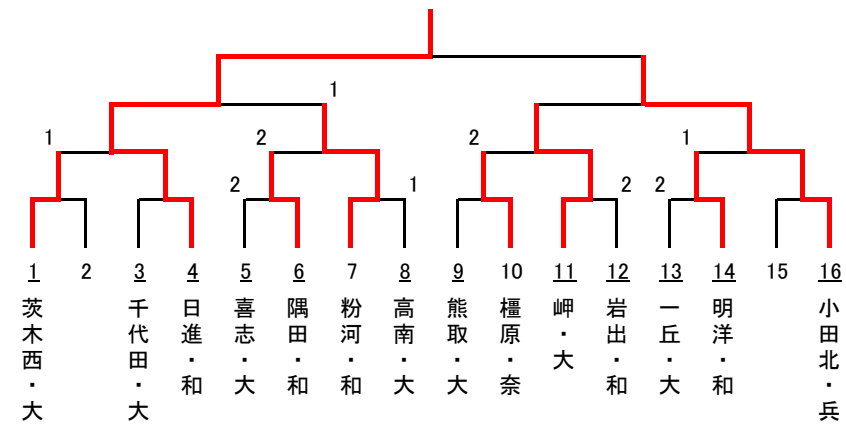 1
1 2 2 1
2 1 2 2
1 2 3 4 5 6 7 8 9 10 11 12 13 14 15 16
茨木西・大
千代田・大
日進・和
喜志・大
隅田・和
粉河・和
高南・大
熊取・大
橿原・奈
岬・大
岩出・和
一丘・大
明洋・和
小田北・兵